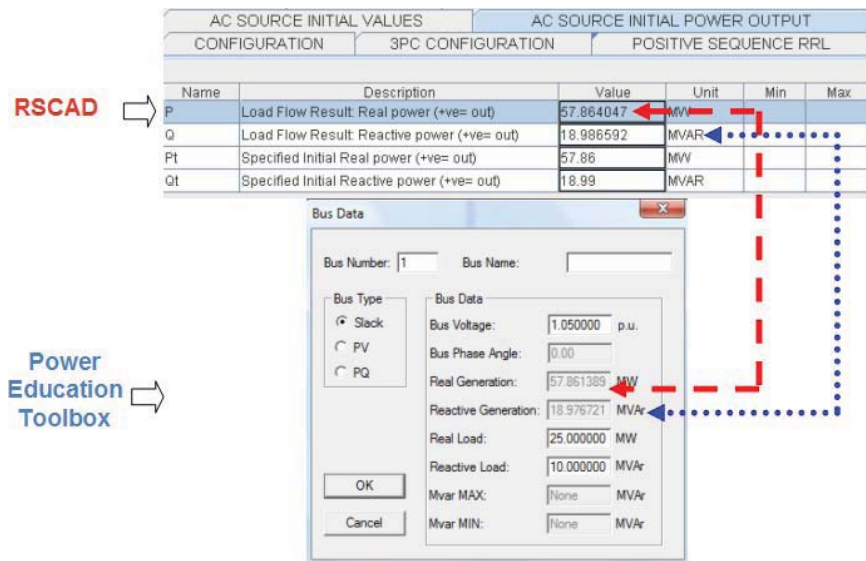 AC SOURCE INITIAL VALUES AC SOURCE INITIAL POWER OUTPUT
CONFIGURATION 3PC CONFIGURATION POSITIVE SEQUENCE RRL
Name Description Value Unit Min Max
RSCAD
P Load Flow Result: Real power (+ve= out) 57.864047 MW
Q Load Flow Result: Reactive power (+ve= out) 18.986592 MVAR
Pt Specified Initial Real power (+ve= out) 57.86 MW
Qt Specified Initial Reactive power (+ve= out) 18.99 MVAR
Bus Data
Bus Number: 1 Bus Name:
Bus Type
Slack
PV
PQ
Bus Data
Bus Voltage: 1.050000 p.u.
Bus Phase Angle: 0.00
Real Generation: 57.861389 MW
Reactive Generation: 18.976721 MVAr
Real Load: 25.000000 MW
Reactive Load: 10.000000 MVAr
Mvar MAX: None MVAr
Mvar MIN: None MVAr
OK
Cancel
Power
Education
Toolbox